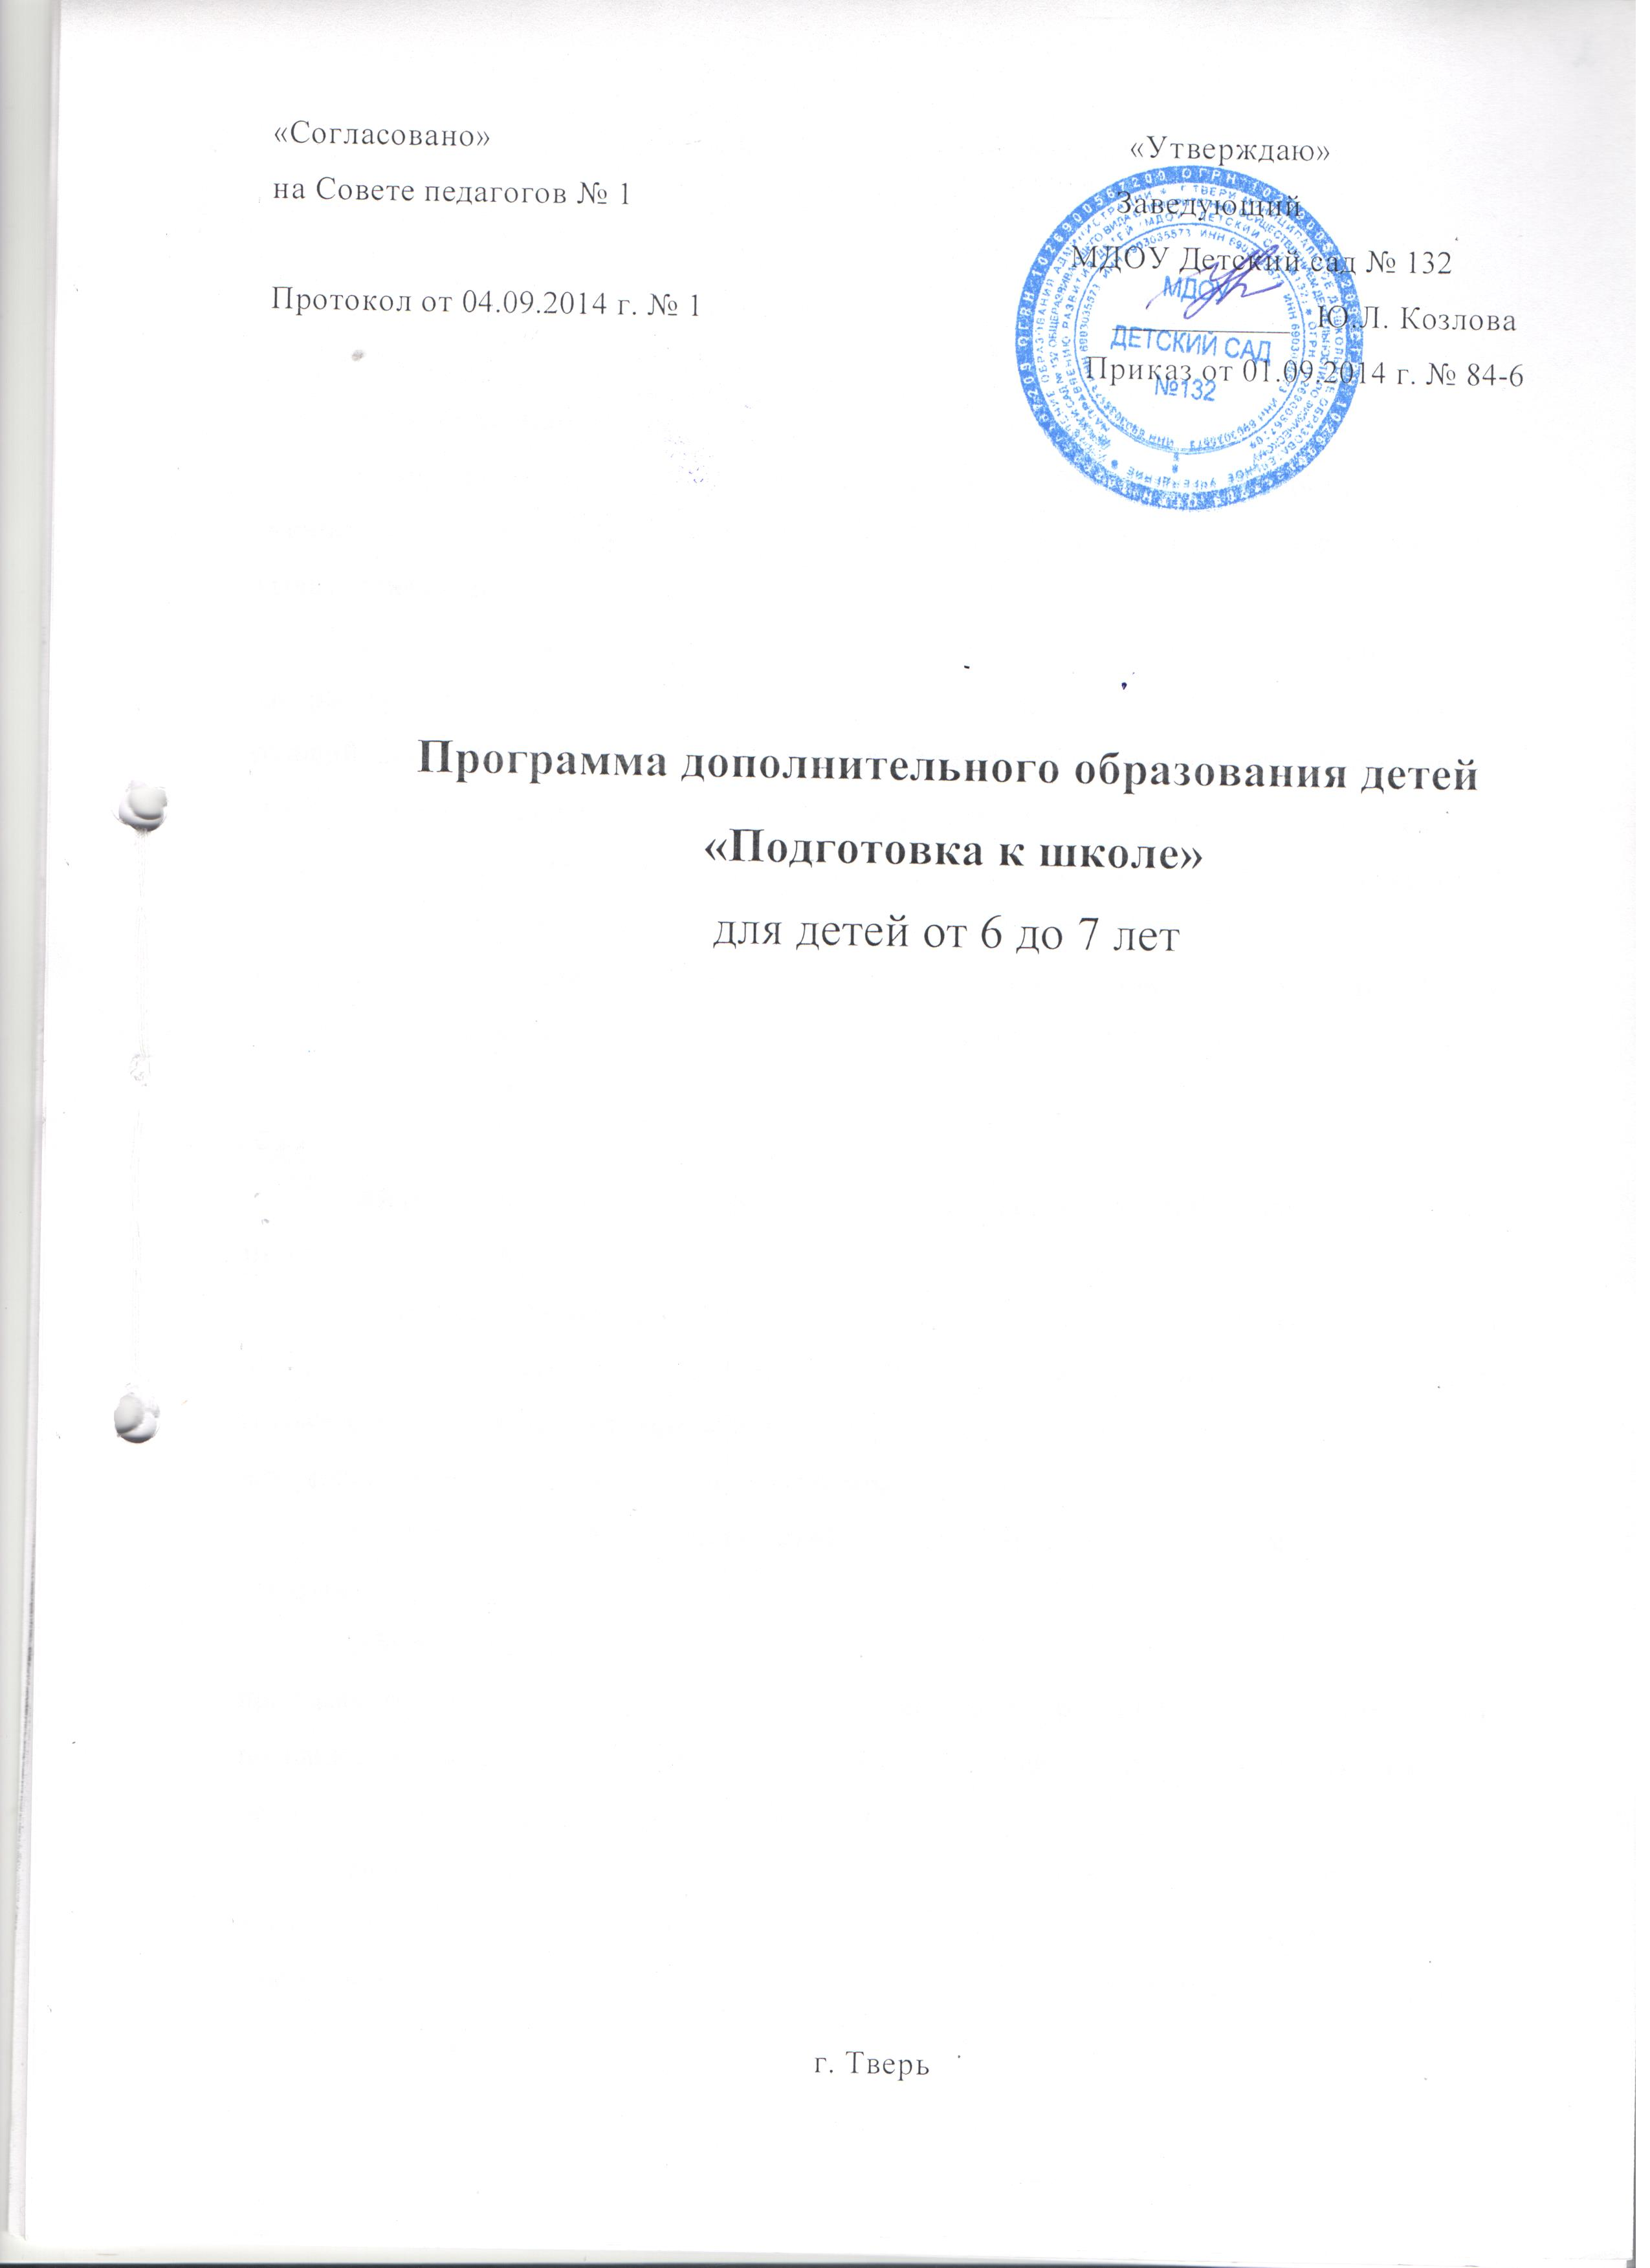 «Согласовано»
на Совете педагогов № 1
Протокол от 04.09.2014 г. № 1
«Утверждаю»
Заведующий
МДОУ Детский сад № 132
Ю.Л. Козлова
Приказ от 01.09.2014 г. № 84-6
МДОУ
ДЕТСКИЙ САД
№132
Программа дополнительного образования детей
«Подготовка к школе»
для детей от 6 до 7 лет
г. Тверь